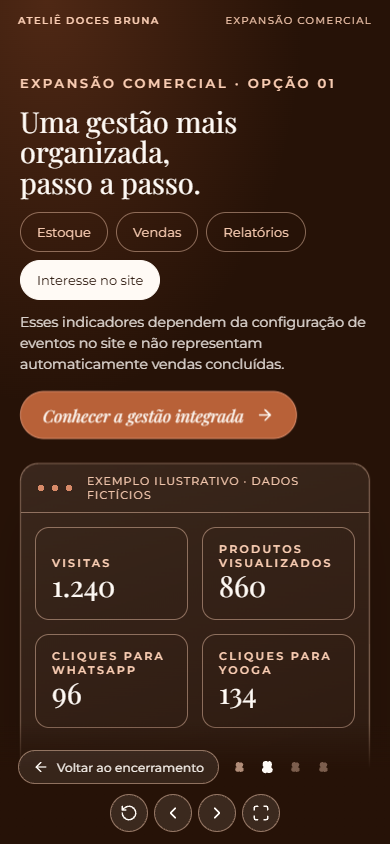 ATELIÊ DOCES BRUNA
EXPANSÃO COMERCIAL
EXPANSÃO COMERCIAL · OPÇÃO 01
Uma gestão mais
organizada,
passo a passo.
Estoque
Vendas
Relatórios
Interesse no site
Esses indicadores dependem da configuração de
eventos no site e não representam
automaticamente vendas concluídas.
Conhecer a gestão integrada
EXEMPLO ILUSTRATIVO · DADOS
FICTÍCIOS
VISITAS
1.240
PRODUTOS
VISUALIZADOS
860
CLIQUES PARA
WHATSAPP
96
CLIQUES PARA
YOOGA
134
Voltar ao encerramento